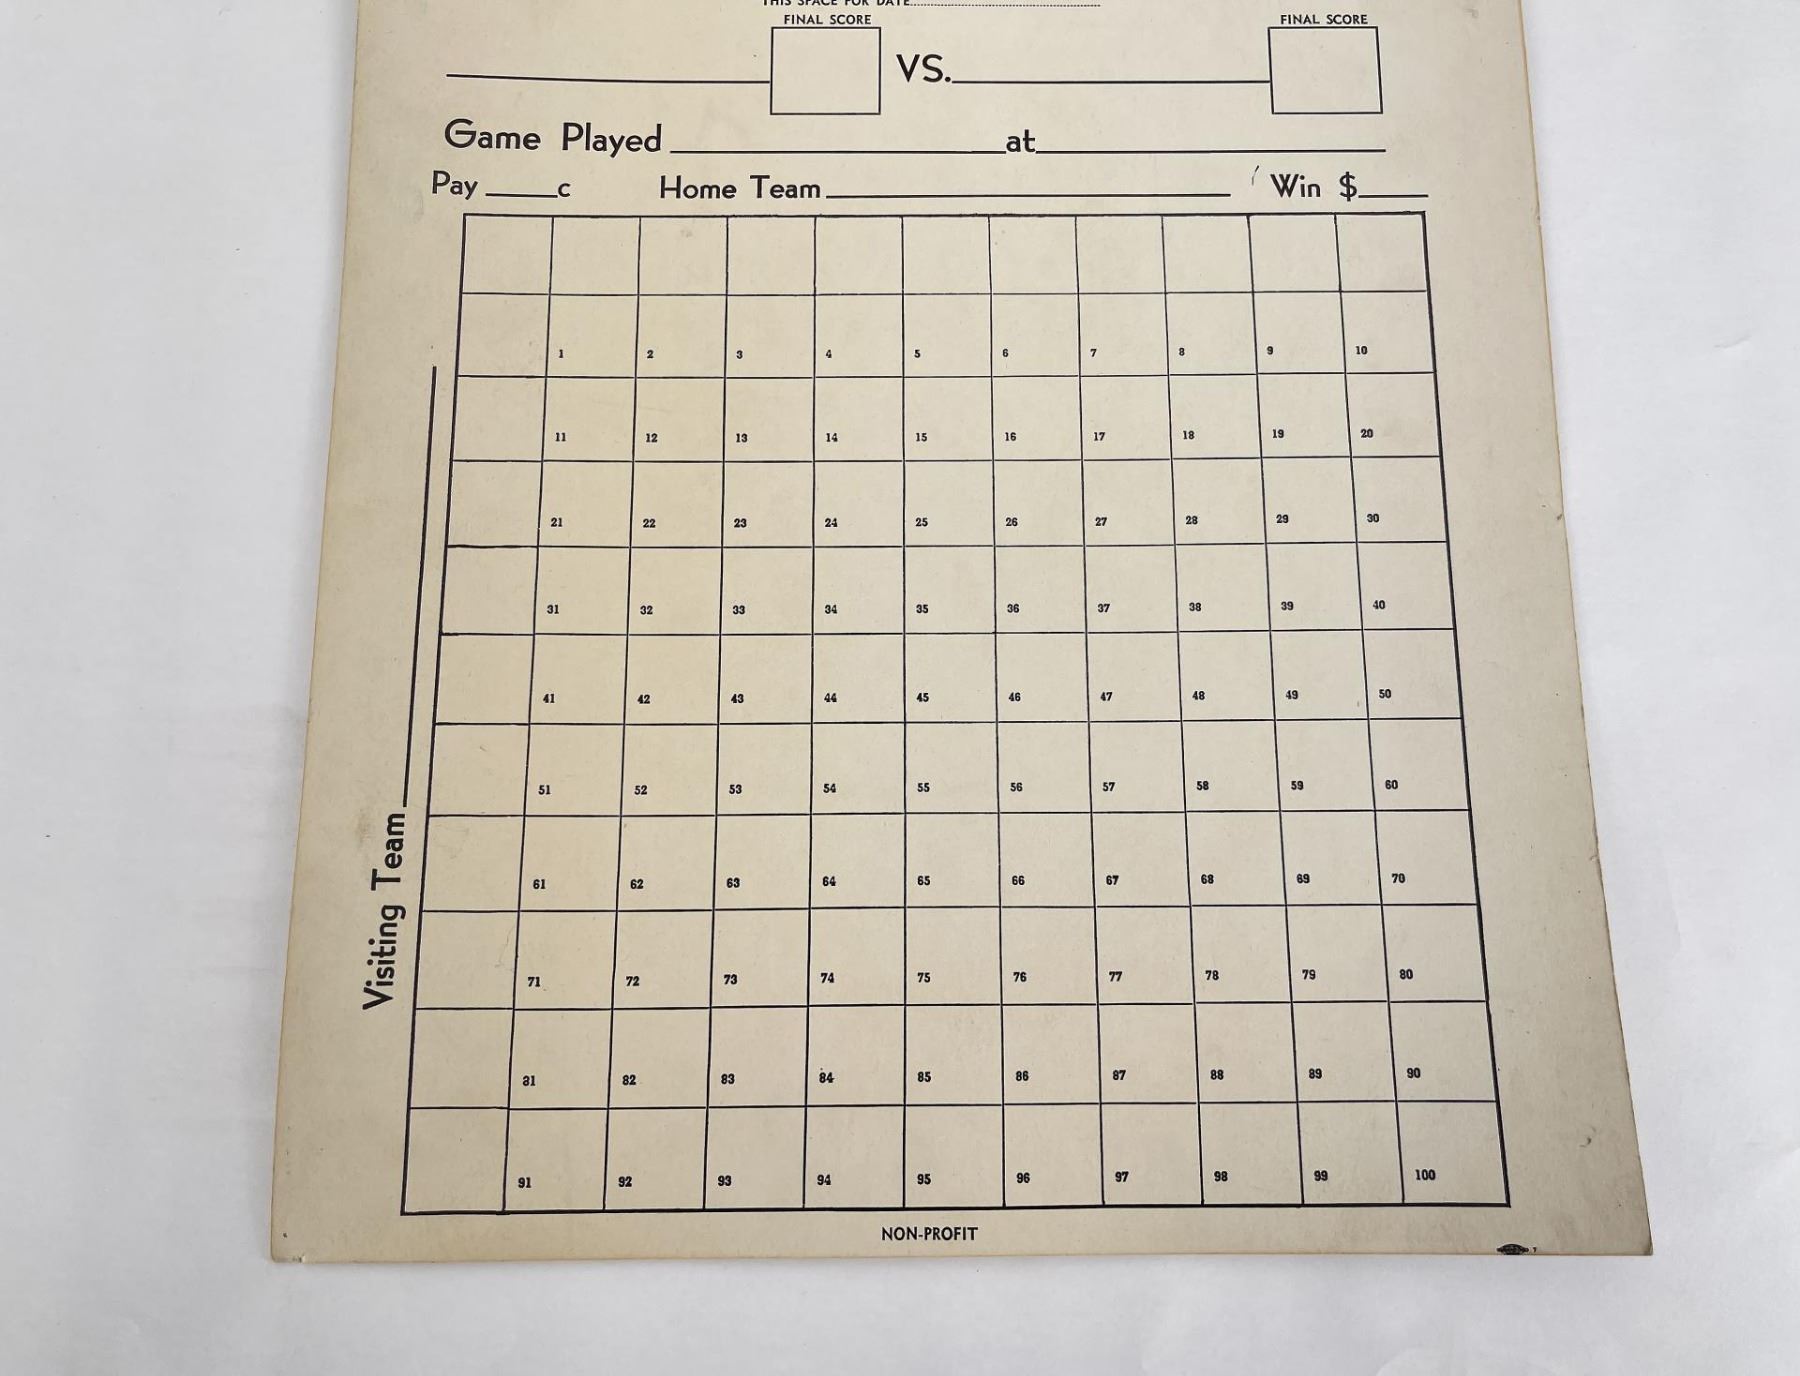 THIS SPACE FOR DATE
FINAL SCORE FINAL SCORE
VS.
Game Played at
Pay c Home Team Win $
1 2 3 4 5 6 7 8 9 10
11 12 13 14 15 16 17 18 19 20
21 22 23 24 25 26 27 28 29 30
31 32 33 34 35 36 37 38 39 40
41 42 43 44 45 46 47 48 49 50
51 52 53 54 55 56 57 58 59 60
61 62 63 64 65 66 67 68 69 70
71 72 73 74 75 76 77 78 79 80
81 82 83 84 85 86 87 88 89 90
91 92 93 94 95 96 97 98 99 100
Visiting Team
NON-PROFIT
7